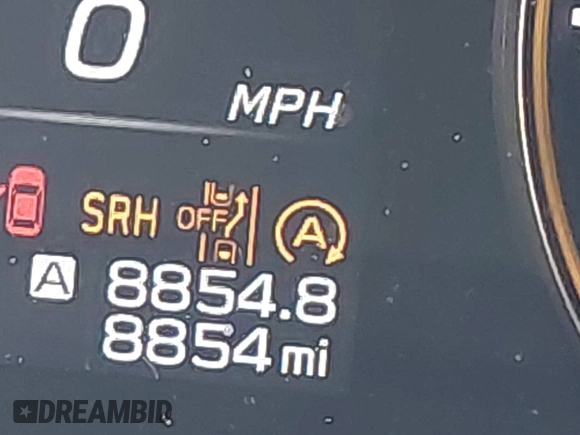 0
MPH
SRH OFF A
A 8854.8
8854 mi
DREAMBID